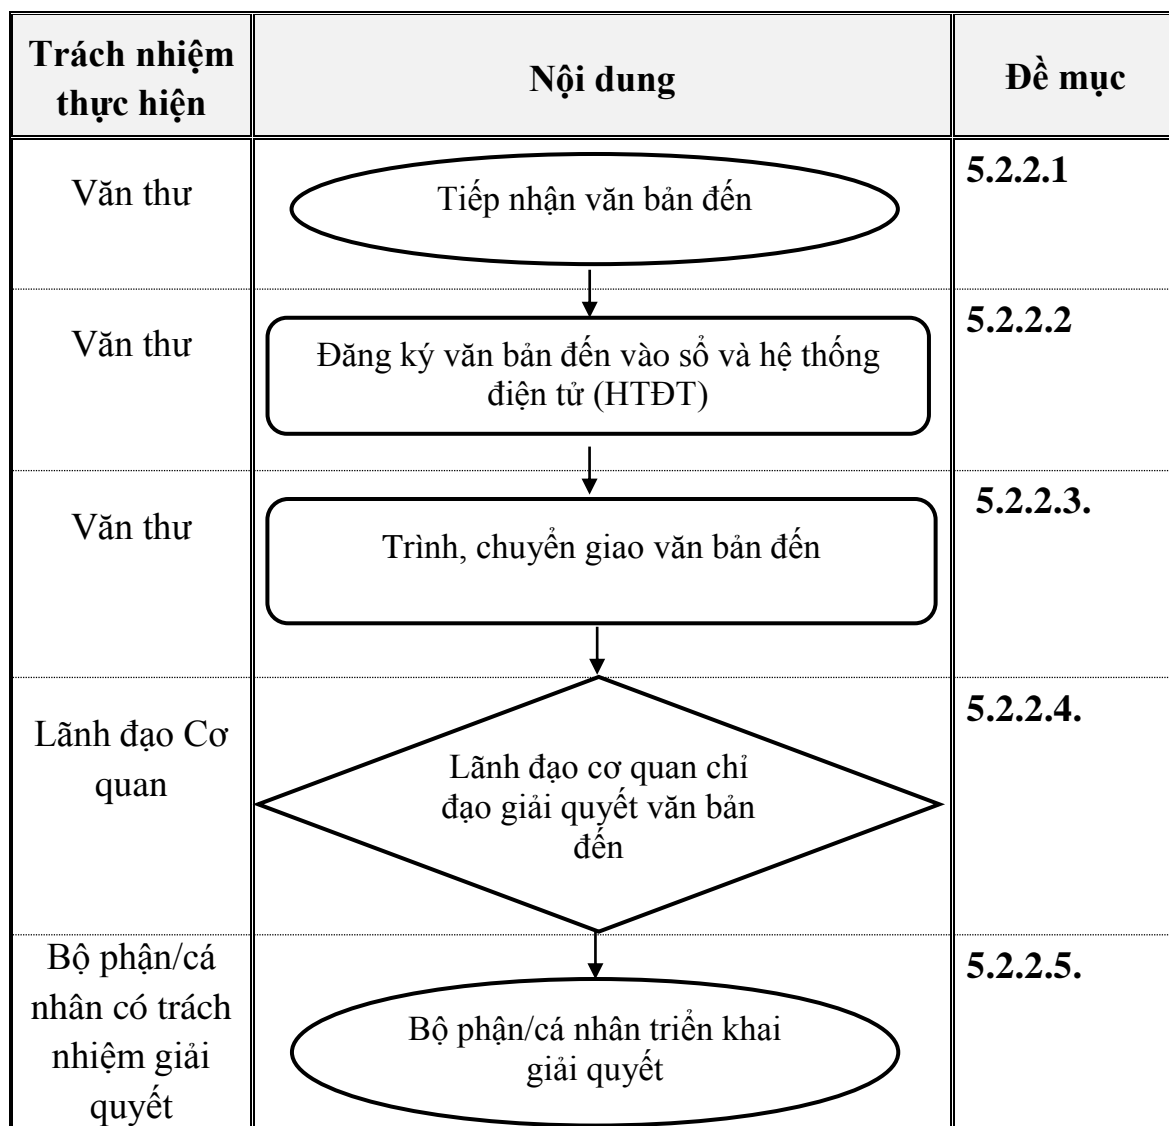 Trách nhiệm
thực hiện
Nội dung
Đề mục
Văn thư
Tiếp nhận văn bản đến
5.2.2.1
Văn thư
Đăng ký văn bản đến vào sổ và hệ thống
điện tử (HTĐT)
5.2.2.2
Văn thư
Trình, chuyển giao văn bản đến
5.2.2.3.
Lãnh đạo Cơ
quan
Lãnh đạo cơ quan chỉ
đạo giải quyết văn bản
đến
5.2.2.4.
Bộ phận/cá
nhân có trách
nhiệm giải
quyết
Bộ phận/cá nhân triển khai
giải quyết
5.2.2.5.